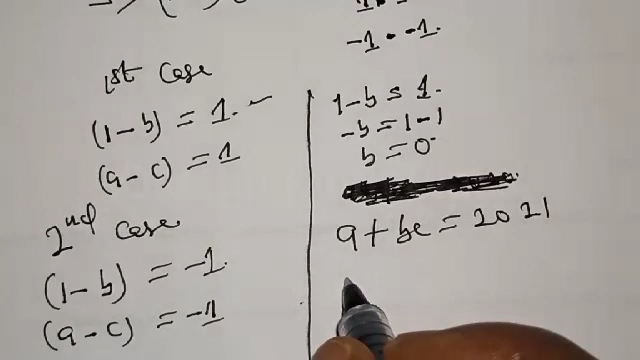 1st case
(1-b) = 1.
(a-c) = 1
2nd case
(1-b) = -1.
(a-c) = -1
-1 · -1.
1-b = 1.
-b = 1-1
b = 0
a + bc = 2021